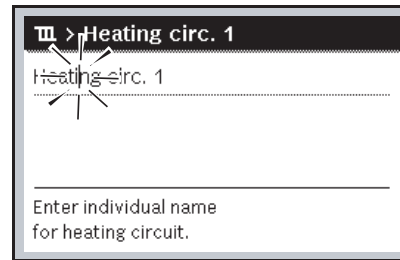 > Heating circ. 1
Heating circ. 1
Enter individual name
for heating circuit.